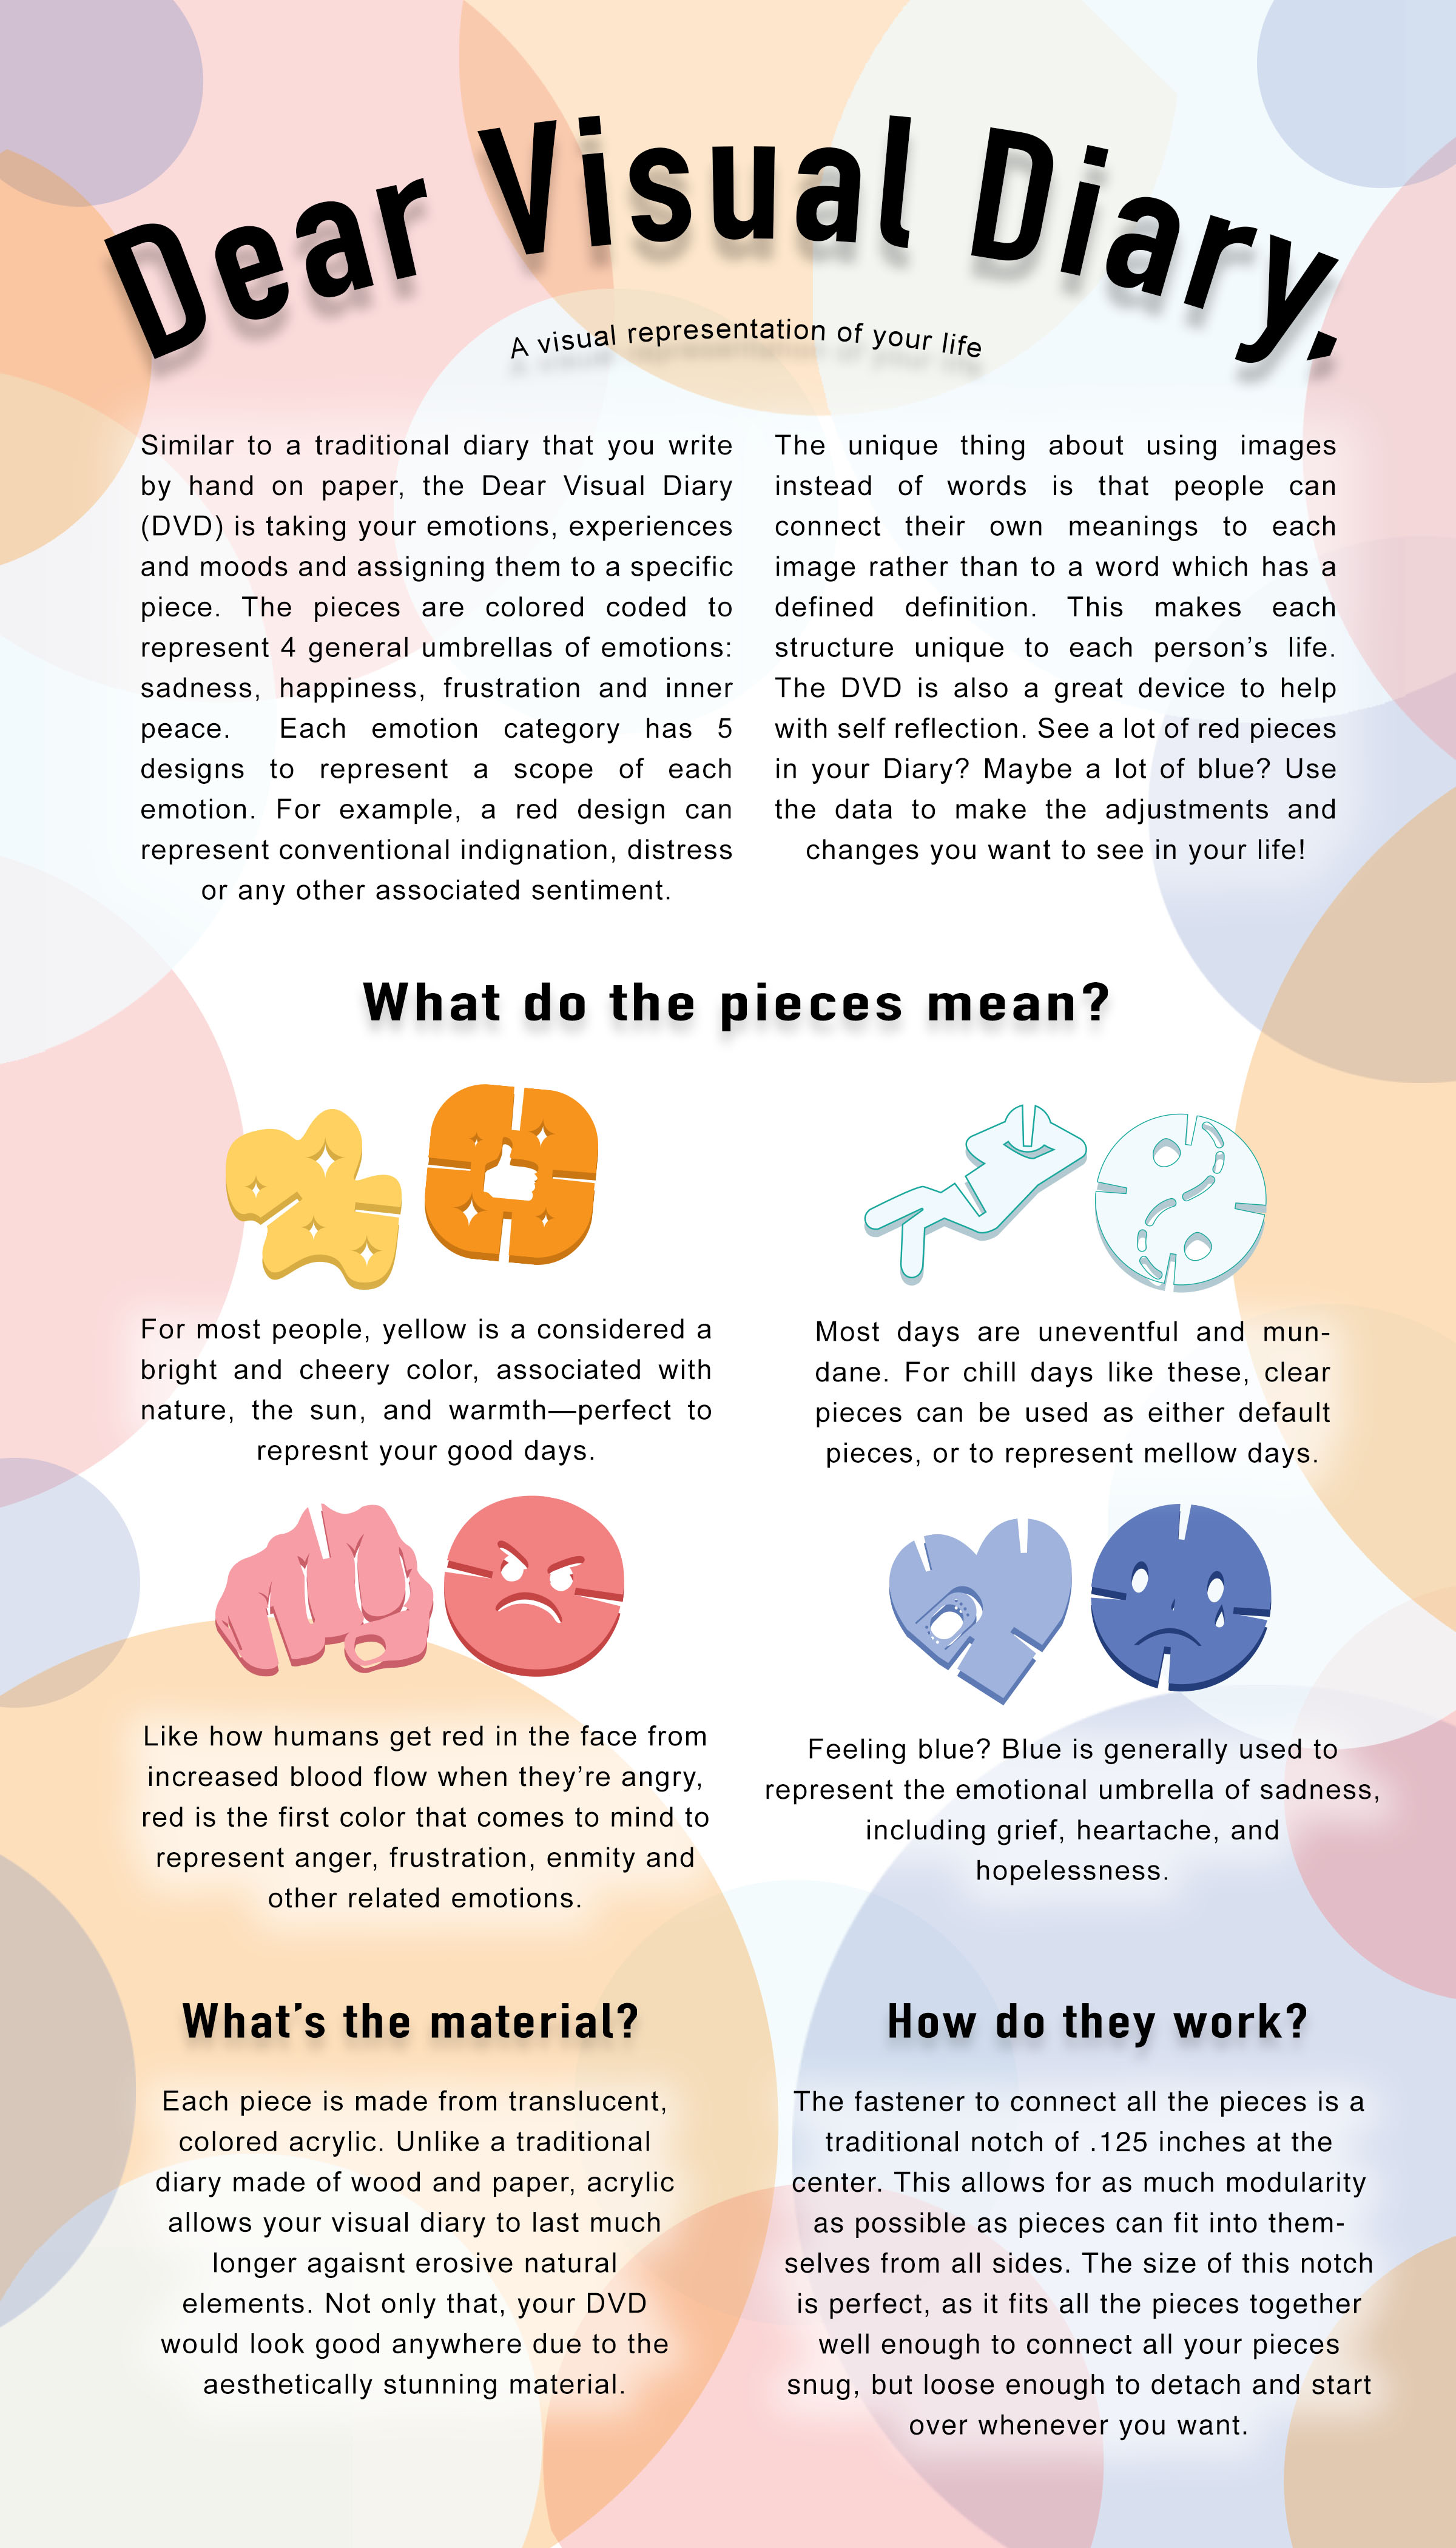 Dear Visual Diary.
A visual representation of your life
Similar to a traditional diary that you write
by hand on paper, the Dear Visual Diary
(DVD) is taking your emotions, experiences
and moods and assigning them to a specific
piece. The pieces are colored coded to
represent 4 general umbrellas of emotions:
sadness, happiness, frustration and inner
peace. Each emotion category has 5
designs to represent a scope of each
emotion. For example, a red design can
represent conventional indignation, distress
or any other associated sentiment.
The unique thing about using images
instead of words is that people can
connect their own meanings to each
image rather than to a word which has a
defined definition. This makes each
structure unique to each person’s life.
The DVD is also a great device to help
with self reflection. See a lot of red pieces
in your Diary? Maybe a lot of blue? Use
the data to make the adjustments and
changes you want to see in your life!
What do the pieces mean?
For most people, yellow is a considered a
bright and cheery color, associated with
nature, the sun, and warmth—perfect to
represnt your good days.
Most days are uneventful and mun-
dane. For chill days like these, clear
pieces can be used as either default
pieces, or to represent mellow days.
Like how humans get red in the face from
increased blood flow when they’re angry,
red is the first color that comes to mind to
represent anger, frustration, enmity and
other related emotions.
Feeling blue? Blue is generally used to
represent the emotional umbrella of sadness,
including grief, heartache, and
hopelessness.
What’s the material?
Each piece is made from translucent,
colored acrylic. Unlike a traditional
diary made of wood and paper, acrylic
allows your visual diary to last much
longer agaisnt erosive natural
elements. Not only that, your DVD
would look good anywhere due to the
aesthetically stunning material.
How do they work?
The fastener to connect all the pieces is a
traditional notch of .125 inches at the
center. This allows for as much modularity
as possible as pieces can fit into them-
selves from all sides. The size of this notch
is perfect, as it fits all the pieces together
well enough to connect all your pieces
snug, but loose enough to detach and start
over whenever you want.